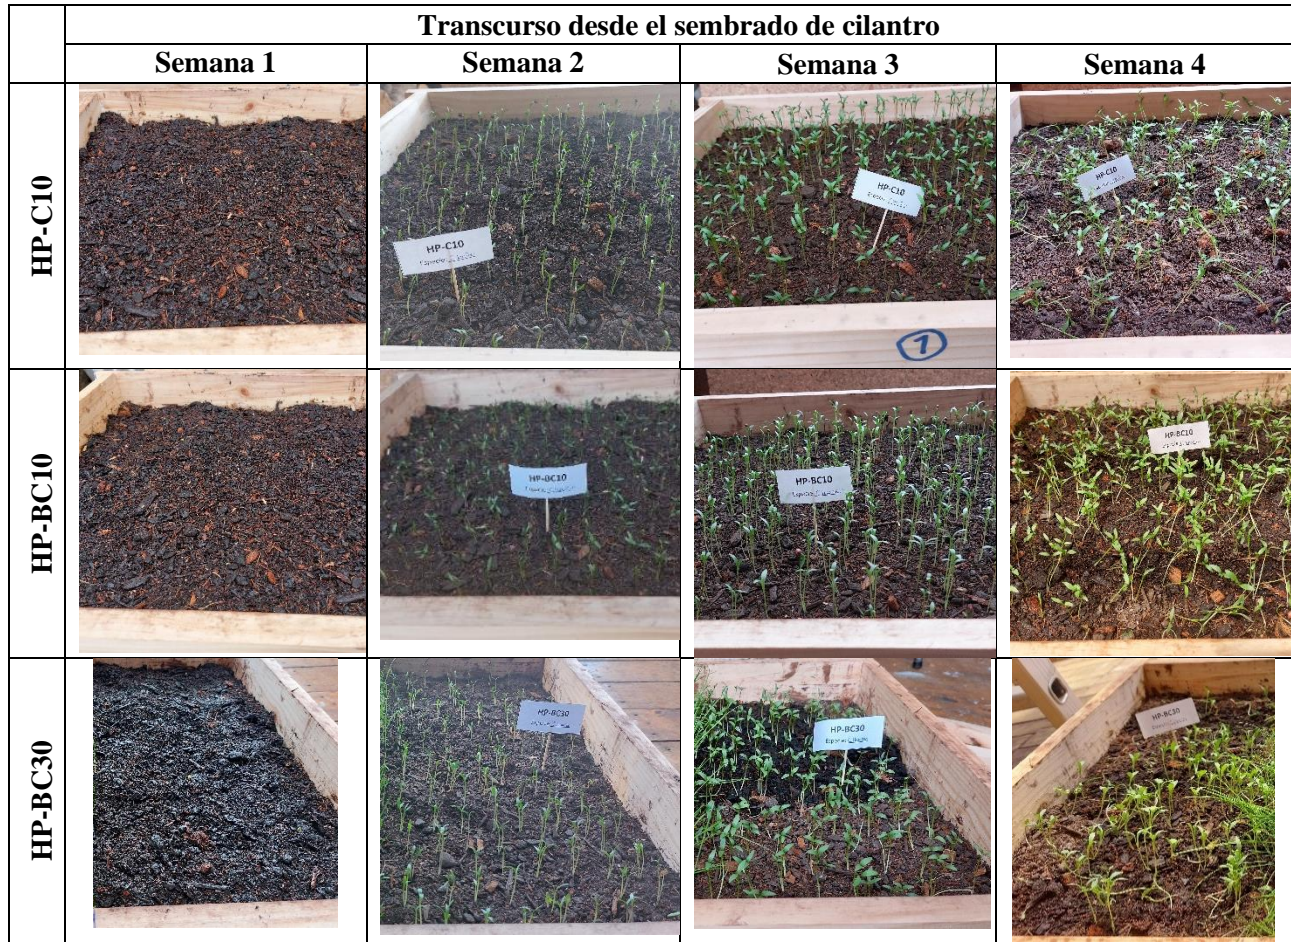 Transcurso desde el sembrado de cilantro
Semana 1
Semana 2
Semana 3
Semana 4
HP-C10
HP-C10
HP-C10
7
HP-C10
HP-BC10
HP-BC10
HP-BC10
HP-BC10
HP-BC30
HP-BC30
HP-BC30
HP-BC30